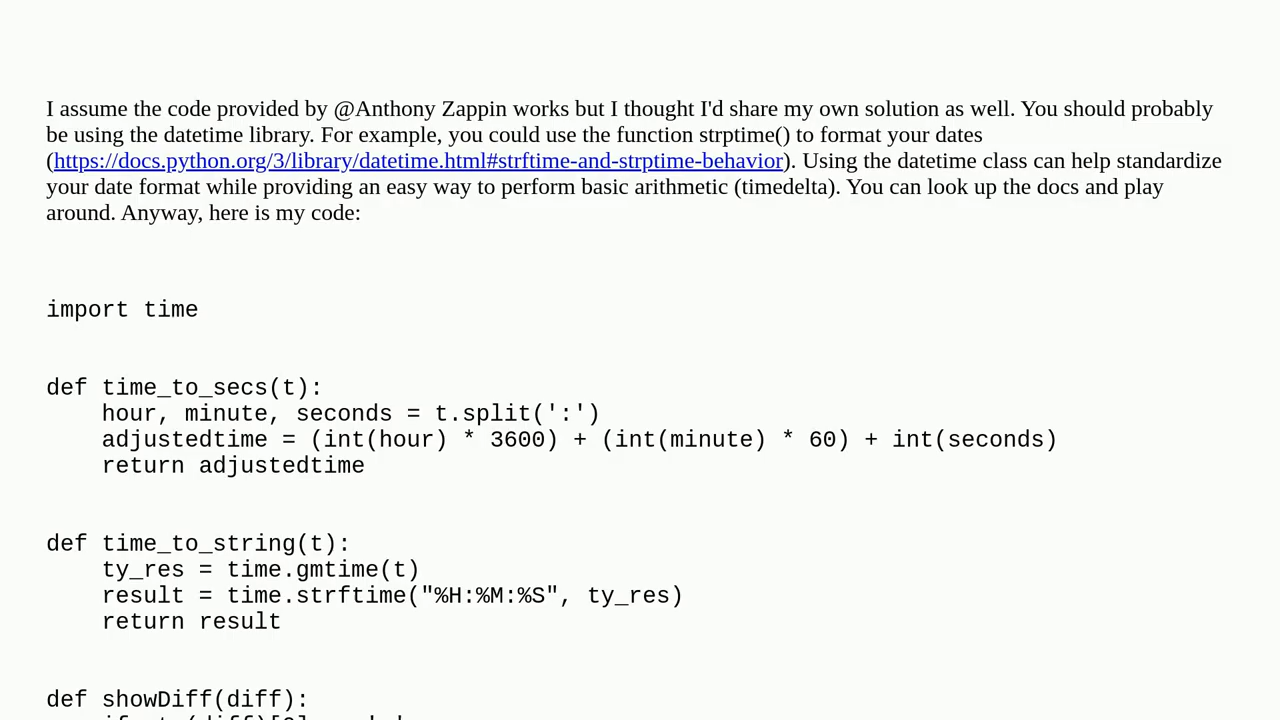 I assume the code provided by @Anthony Zappin works but I thought I'd share my own solution as well. You should probably
be using the datetime library. For example, you could use the function strptime() to format your dates
(https://docs.python.org/3/library/datetime.html#strftime-and-strptime-behavior). Using the datetime class can help standardize
your date format while providing an easy way to perform basic arithmetic (timedelta). You can look up the docs and play
around. Anyway, here is my code:
import time
def time_to_secs(t):
    hour, minute, seconds = t.split(':')
    adjustedtime = (int(hour) * 3600) + (int(minute) * 60) + int(seconds)
    return adjustedtime
def time_to_string(t):
    ty_res = time.gmtime(t)
    result = time.strftime("%H:%M:%S", ty_res)
    return result
def showDiff(diff):